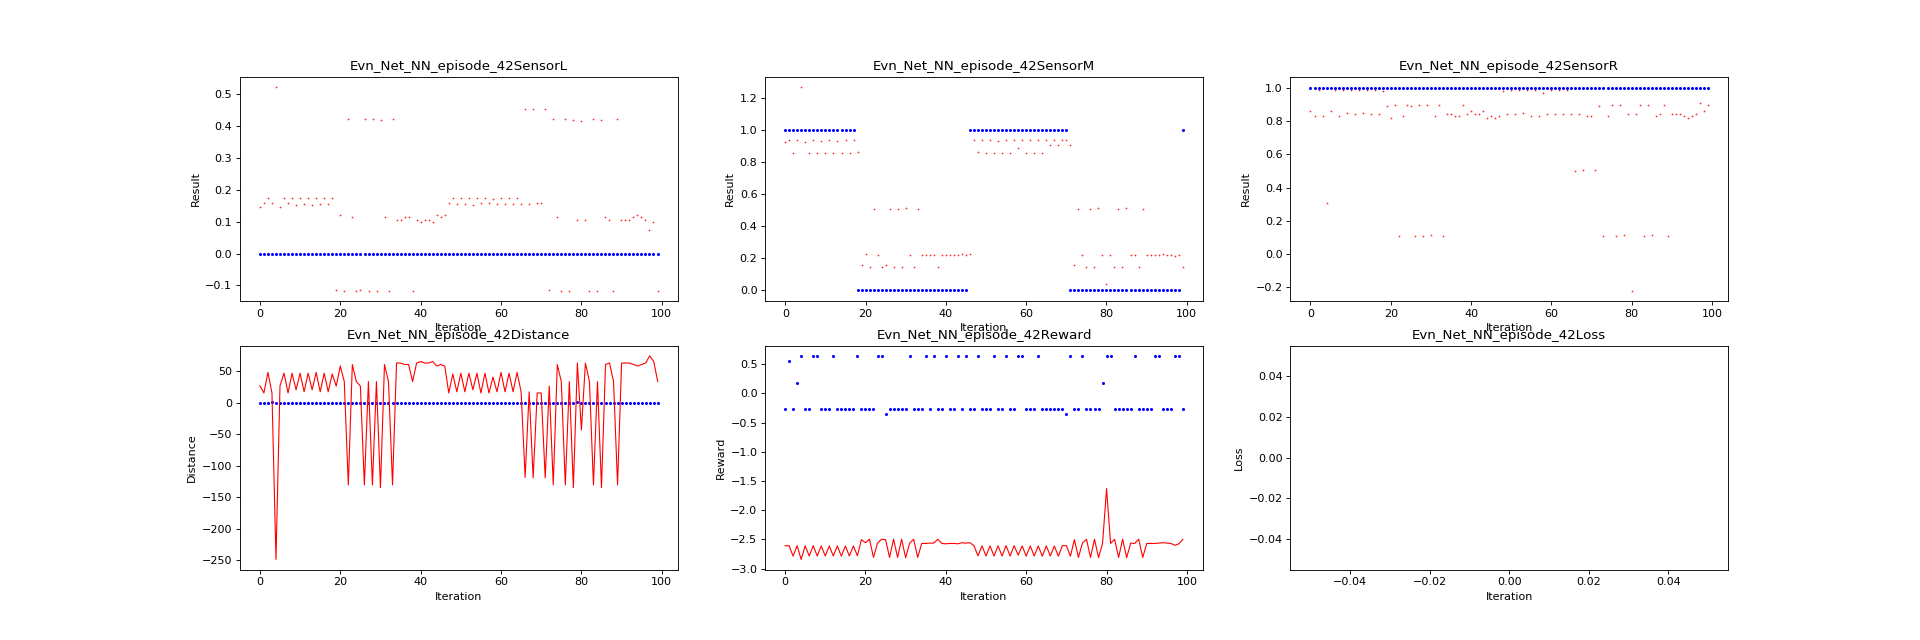 Evn_Net_NN_episode_42SensorL
Result
0.5
0.4
0.3
0.2
0.1
0.0
−0.1
0 20 40 60 80 100
Iteration
Evn_Net_NN_episode_42SensorM
Result
1.2
1.0
0.8
0.6
0.4
0.2
0.0
0 20 40 60 80 100
Iteration
Evn_Net_NN_episode_42SensorR
Result
1.0
0.8
0.6
0.4
0.2
0.0
−0.2
0 20 40 60 80 100
Iteration
Evn_Net_NN_episode_42Distance
Distance
50
0
−50
−100
−150
−200
−250
0 20 40 60 80 100
Iteration
Evn_Net_NN_episode_42Reward
Reward
0.5
0.0
−0.5
−1.0
−1.5
−2.0
−2.5
−3.0
0 20 40 60 80 100
Iteration
Evn_Net_NN_episode_42Loss
Loss
0.04
0.02
0.00
−0.02
−0.04
−0.04 −0.02 0.00 0.02 0.04
Iteration